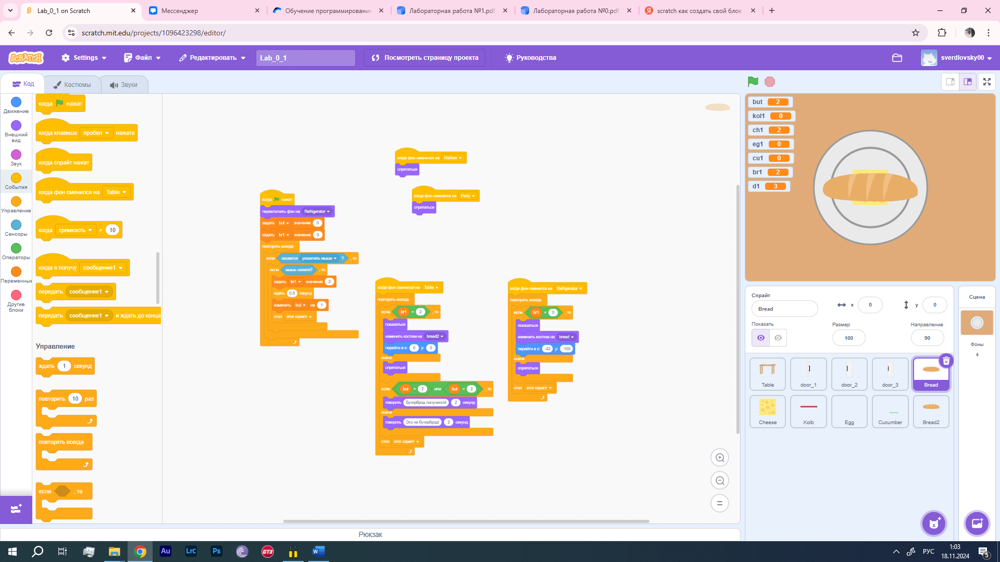 Lab_0_1 on Scratch
Мессенджер
Обучение программировани
Лабораторная работа №1.pdf
Лабораторная работа №0.pdf
scratch как создать свой блок
scratch.mit.edu/projects/1096423298/editor/
SCRATCH
Settings
Файл
Редактировать
Lab_0_1
Посмотреть страницу проекта
Руководства
sverdlovsky00
Код
Костюмы
Звуки
Движение
Внешний
вид
Звук
События
Управление
Сенсоры
Операторы
Переменные
Другие
блоки
когда нажат
когда клавиша пробел нажата
когда спрайт нажат
когда фон сменился на Table
когда громкость > 10
когда я получу сообщение1
передать сообщение1
передать сообщение1 и ждать до конца
Управление
ждать 1 секунд
повторить 10 раз
повторять всегда
если , то
когда нажат
переключить фон на Refrigerator
задать but значение 0
задать br1 значение 0
повторять всегда
если касается указатель мыши ? , то
если мышь нажата? , то
задать br1 значение 2
ждать 0.5 секунд
изменить but на 1
стоп этот скрипт
когда фон сменился на Kitchen
спрятаться
когда фон сменился на Party
спрятаться
когда фон сменился на Table
повторять всегда
если br1 = 2 , то
показаться
изменить костюм на bread2
перейти в x: 0 y: 0
иначе
спрятаться
если but > 2 или but = 2 , то
говорить Бутерброд получился! 2 секунд
иначе
говорить Это не бутерброд! 2 секунд
стоп этот скрипт
когда фон сменился на Refrigerator
повторять всегда
если br1 = 0 , то
показаться
изменить костюм на bread
перейти в x: -42 y: -103
иначе
спрятаться
стоп этот скрипт
Рюкзак
but 2
kol1 0
ch1 2
eg1 0
cu1 0
br1 2
d1 3
Спрайт
Bread
x 0
y 0
Показать
Размер
100
Направление
90
Table
door_1
door_2
door_3
Bread
Cheese
Kolb
Egg
Cucumber
Bread2
Сцена
Фоны
4
Au
LrC
Ps
GT3
РУС
1:03
18.11.2024
5